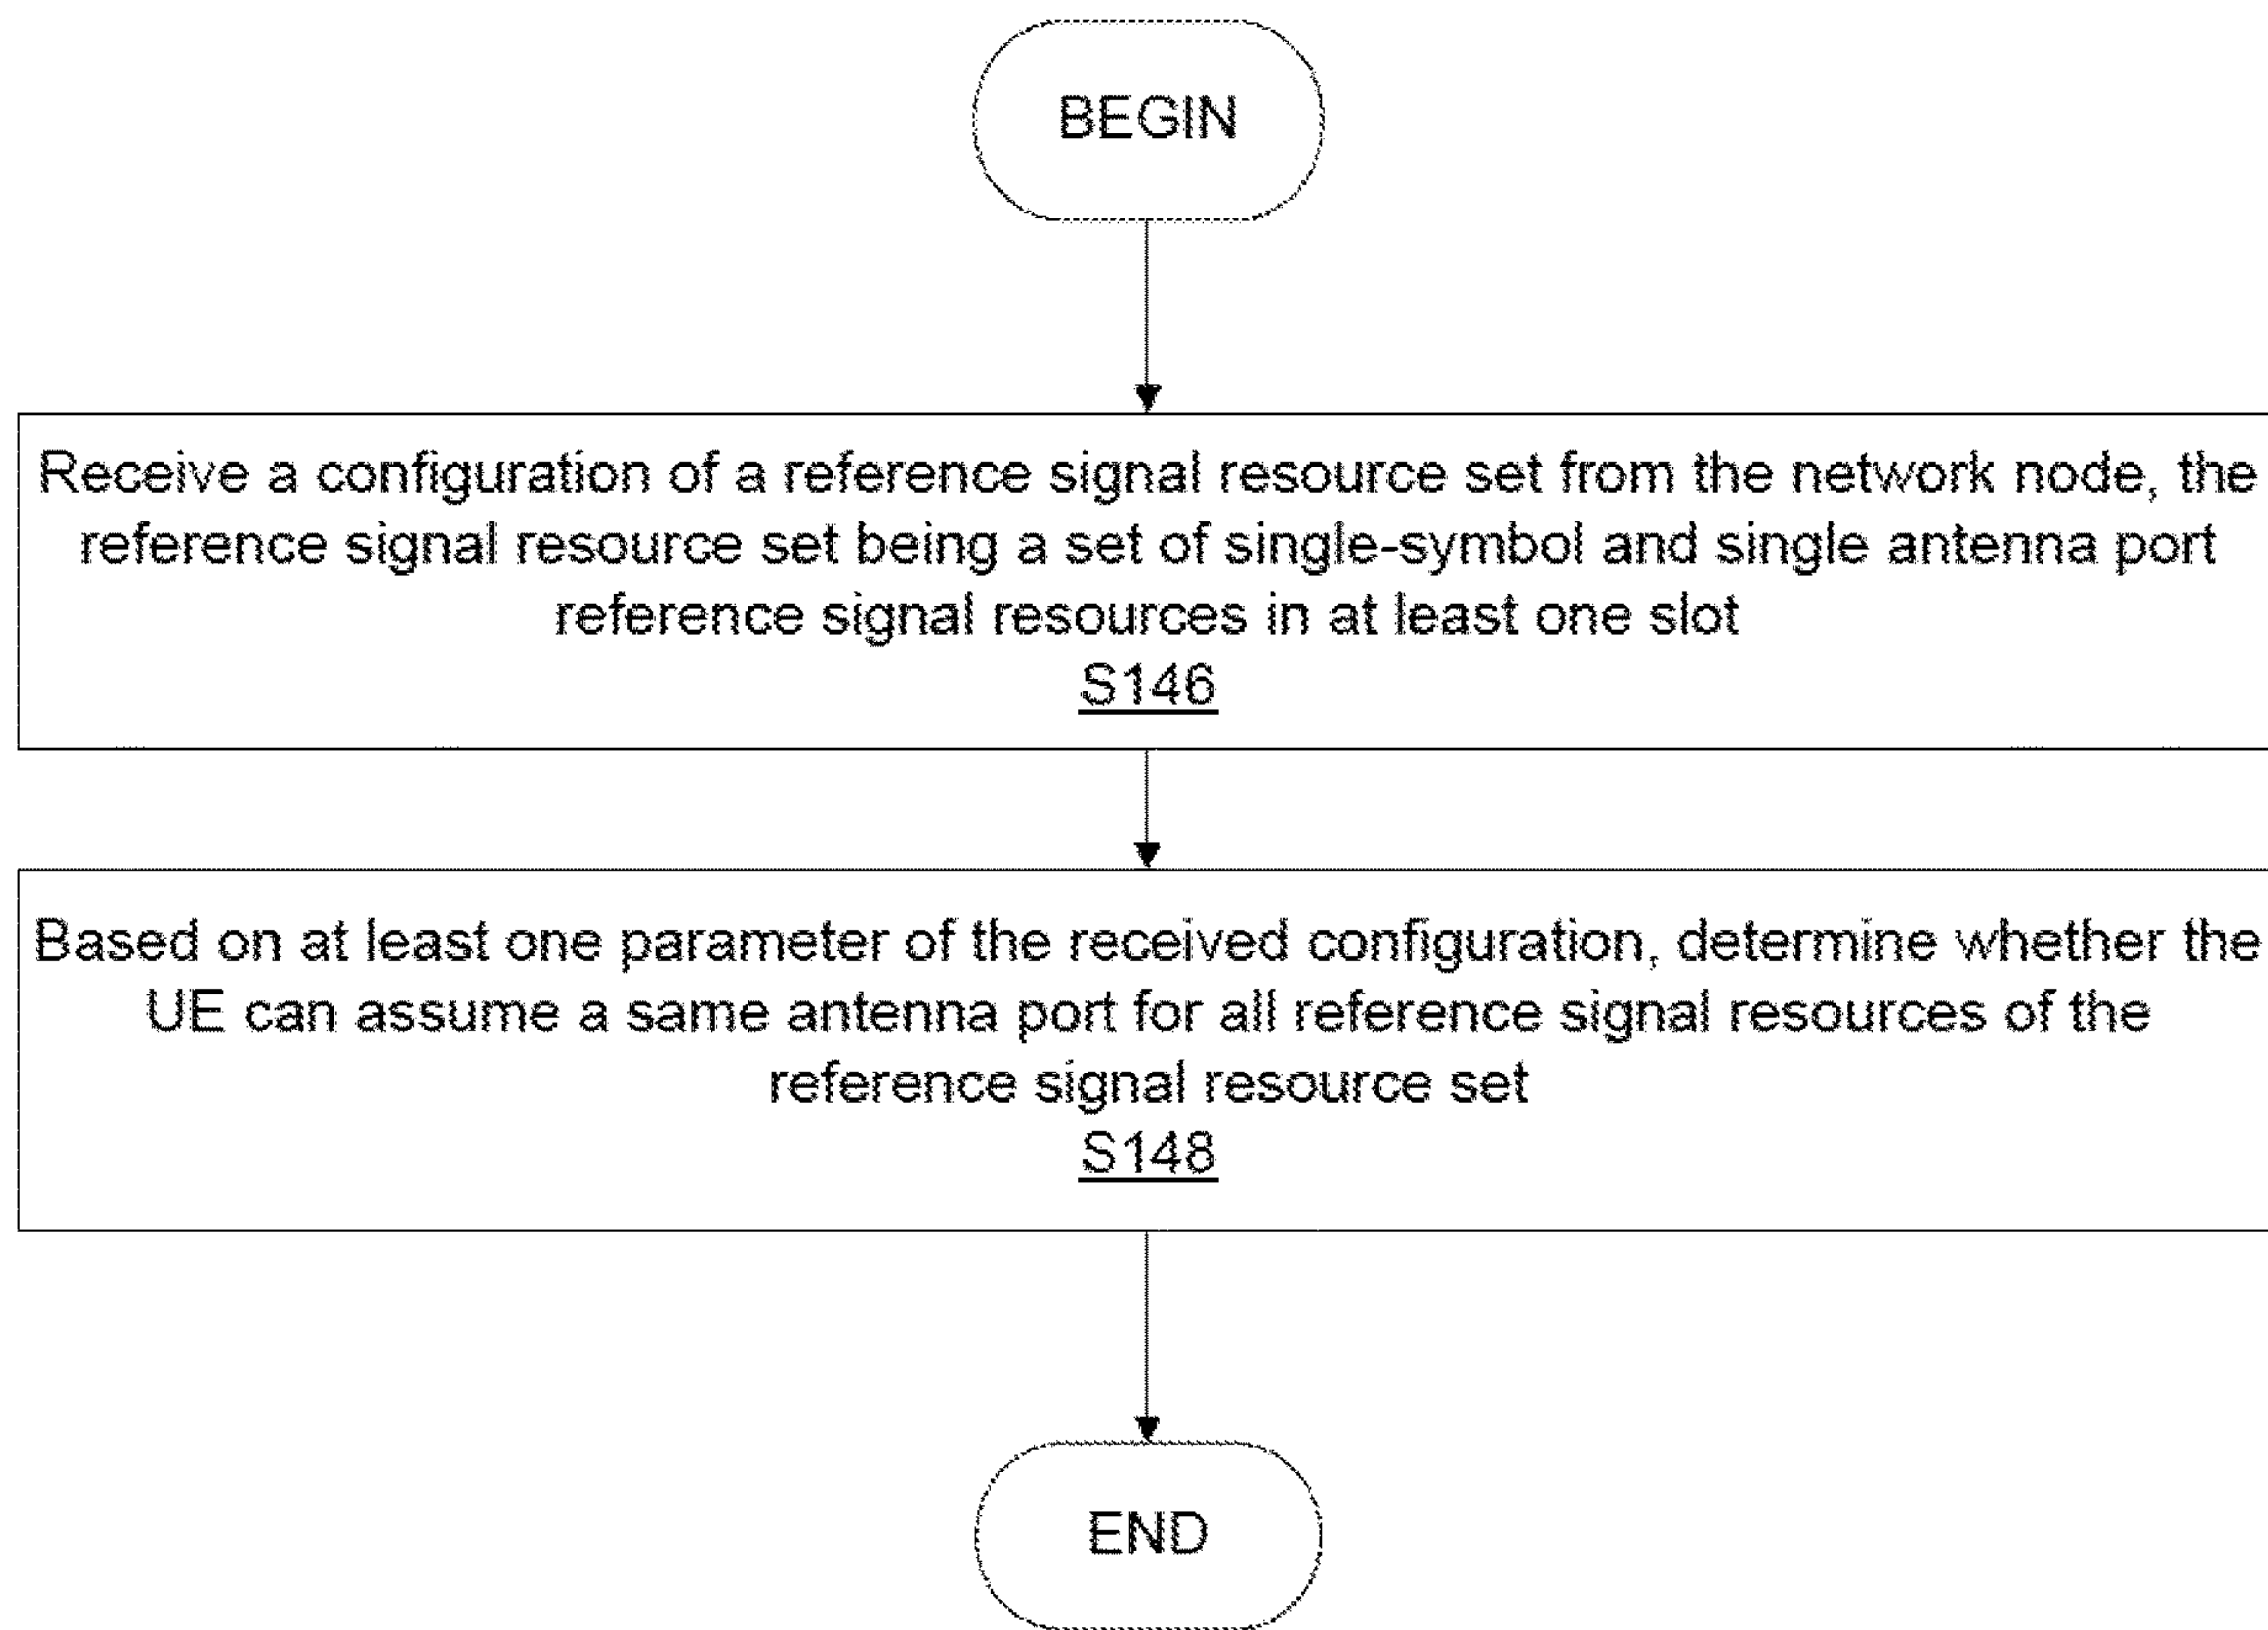 BEGIN
Receive a configuration of a reference signal resource set from the network node, the
reference signal resource set being a set of single-symbol and single antenna port
reference signal resources in at least one slot
S146
Based on at least one parameter of the received configuration, determine whether the
UE can assume a same antenna port for all reference signal resources of the
reference signal resource set
S148
END